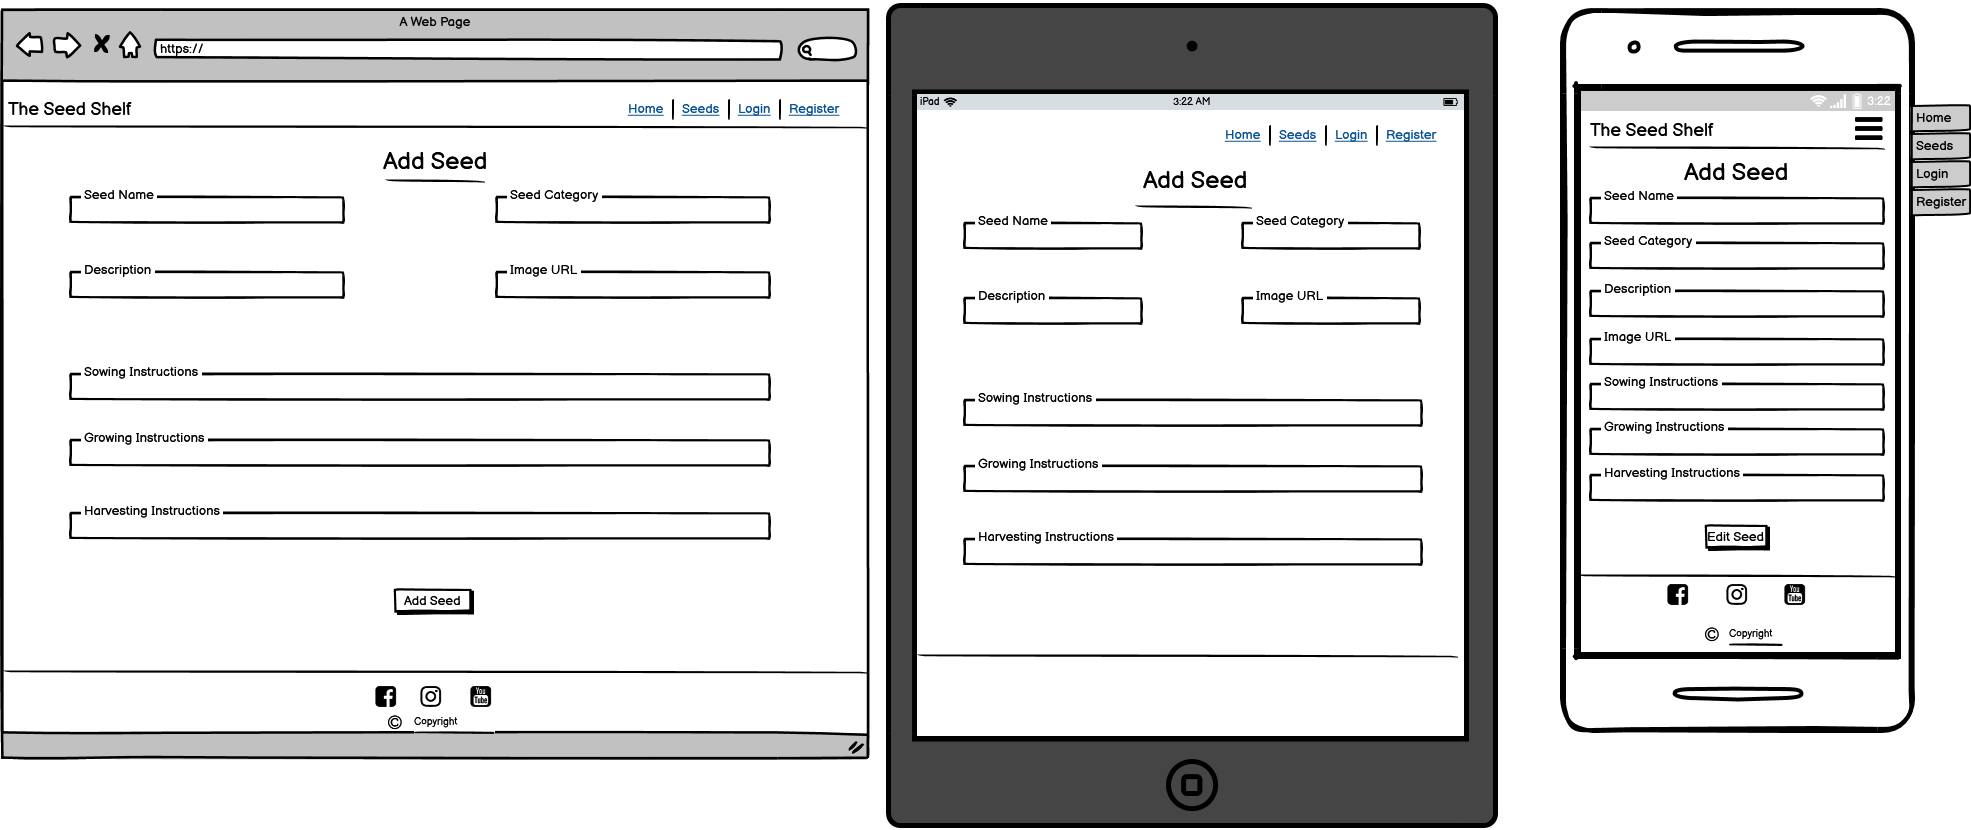 A Web Page
https://
The Seed Shelf
Home Seeds Login Register
Add Seed
Seed Name Seed Category
Description Image URL
Sowing Instructions
Growing Instructions
Harvesting Instructions
Add Seed
You
Tube
© Copyright
iPad 3:22 AM
Home Seeds Login Register
Add Seed
Seed Name Seed Category
Description Image URL
Sowing Instructions
Growing Instructions
Harvesting Instructions
3:22
The Seed Shelf
Add Seed
Seed Name
Seed Category
Description
Image URL
Sowing Instructions
Growing Instructions
Harvesting Instructions
Edit Seed
You
Tube
© Copyright
Home
Seeds
Login
Register